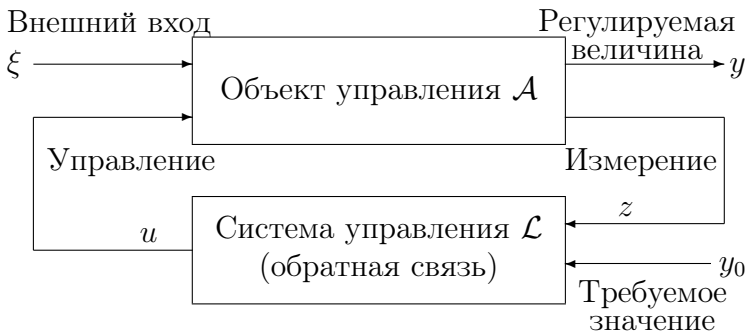 Внешний вход
ξ
Регулируемая
величина
y
Объект управления 𝒜
Управление
Измерение
z
u
Система управления ℒ
(обратная связь)
y₀
Требуемое
значение